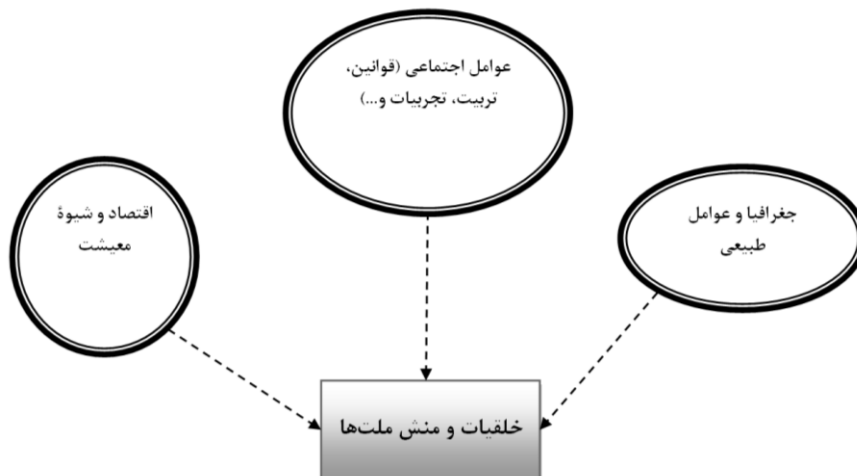 عوامل اجتماعی (قوانین،
تربیت، تجربیات و...)
جغرافیا و عوامل
طبیعی
اقتصاد و شیوهٔ
معیشت
خلقیات و منش ملت‌ها